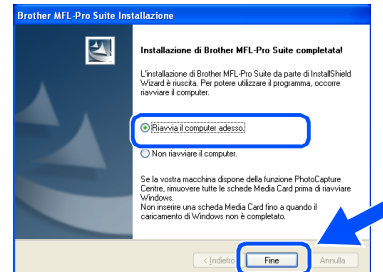 Brother MFL-Pro Suite Installazione
Installazione di Brother MFL-Pro Suite completata!
L'installazione di Brother MFL-Pro Suite da parte di InstallShield
Wizard è riuscita. Per potere utilizzare il programma, occorre
riavviare il computer.
Riavvia il computer adesso.
Non riavviare il computer.
Se la vostra macchina dispone della funzione PhotoCapture
Centre, rimuovere tutte le schede Media Card prima di riavviare
Windows.
Non inserire una scheda Media Card fino a quando il
caricamento di Windows non è completato.
< Indietro
Fine
Annulla